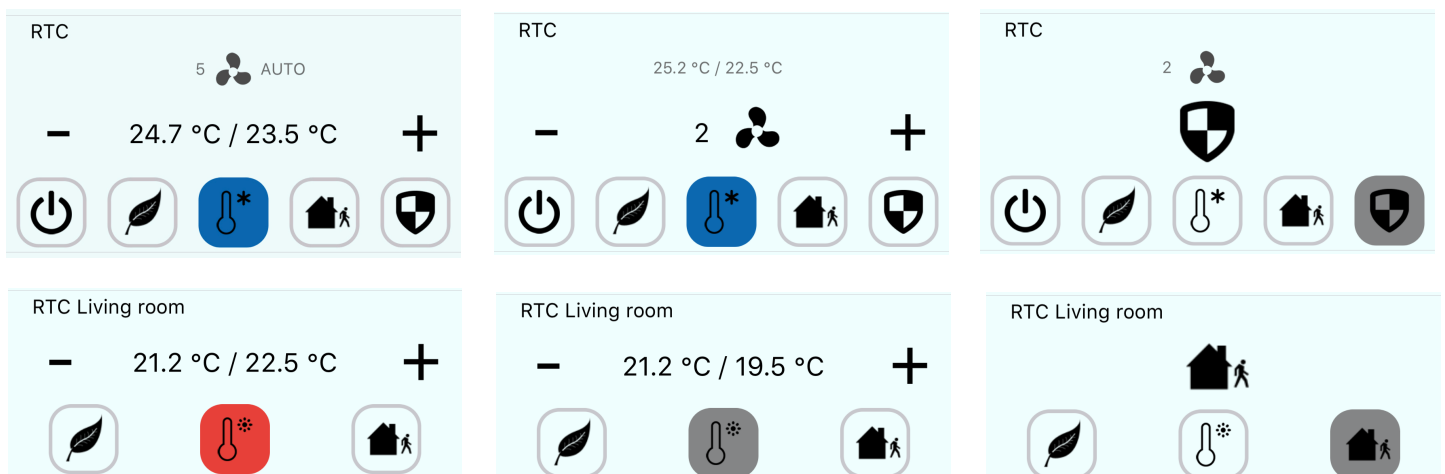 RTC
5 AUTO
- 24.7 °C / 23.5 °C +
RTC
25.2 °C / 22.5 °C
- 2 +
RTC
2
RTC Living room
- 21.2 °C / 22.5 °C +
RTC Living room
- 21.2 °C / 19.5 °C +
RTC Living room